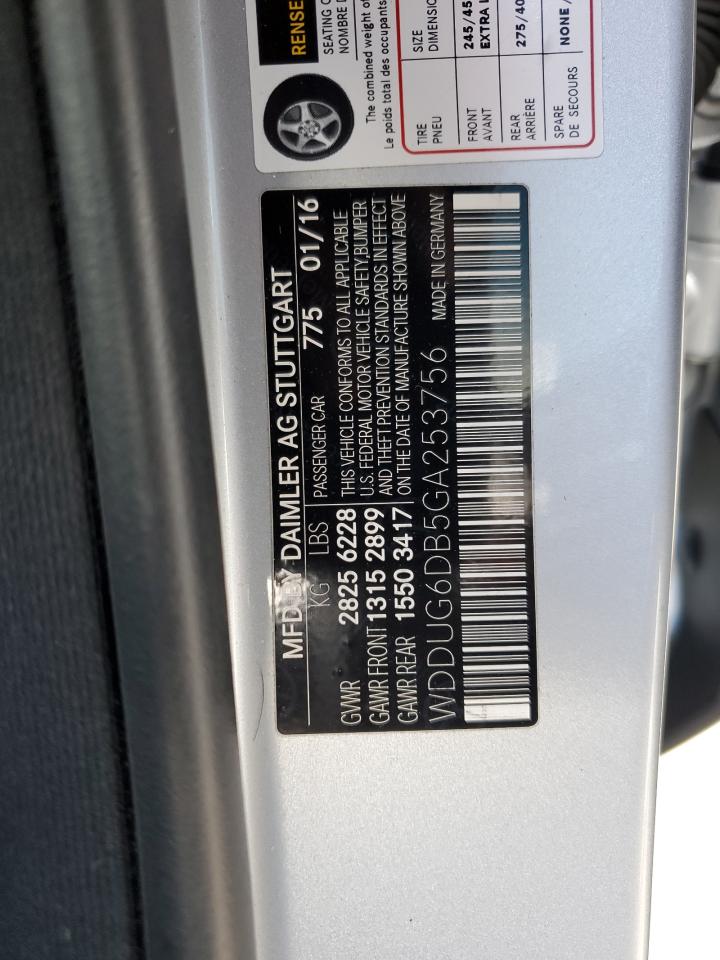 MFD BY DAIMLER AG STUTTGART
KG LBS PASSENGER CAR 775 01/16
GVWR 2825 6228 THIS VEHICLE CONFORMS TO ALL APPLICABLE
U.S. FEDERAL MOTOR VEHICLE SAFETY, BUMPER
GAWR FRONT 1315 2899 AND THEFT PREVENTION STANDARDS IN EFFECT
GAWR REAR 1550 3417 ON THE DATE OF MANUFACTURE SHOWN ABOVE
WDDUG6DB5GA253756 MADE IN GERMANY
RENSE
SEATING
NOMBRE
The combined weight of
Le poids total des occupants
TIRE SIZE
PNEU DIMENSIO
FRONT 245/45
AVANT EXTRA
REAR 275/40
ARRIÈRE
SPARE NONE /
DE SECOURS